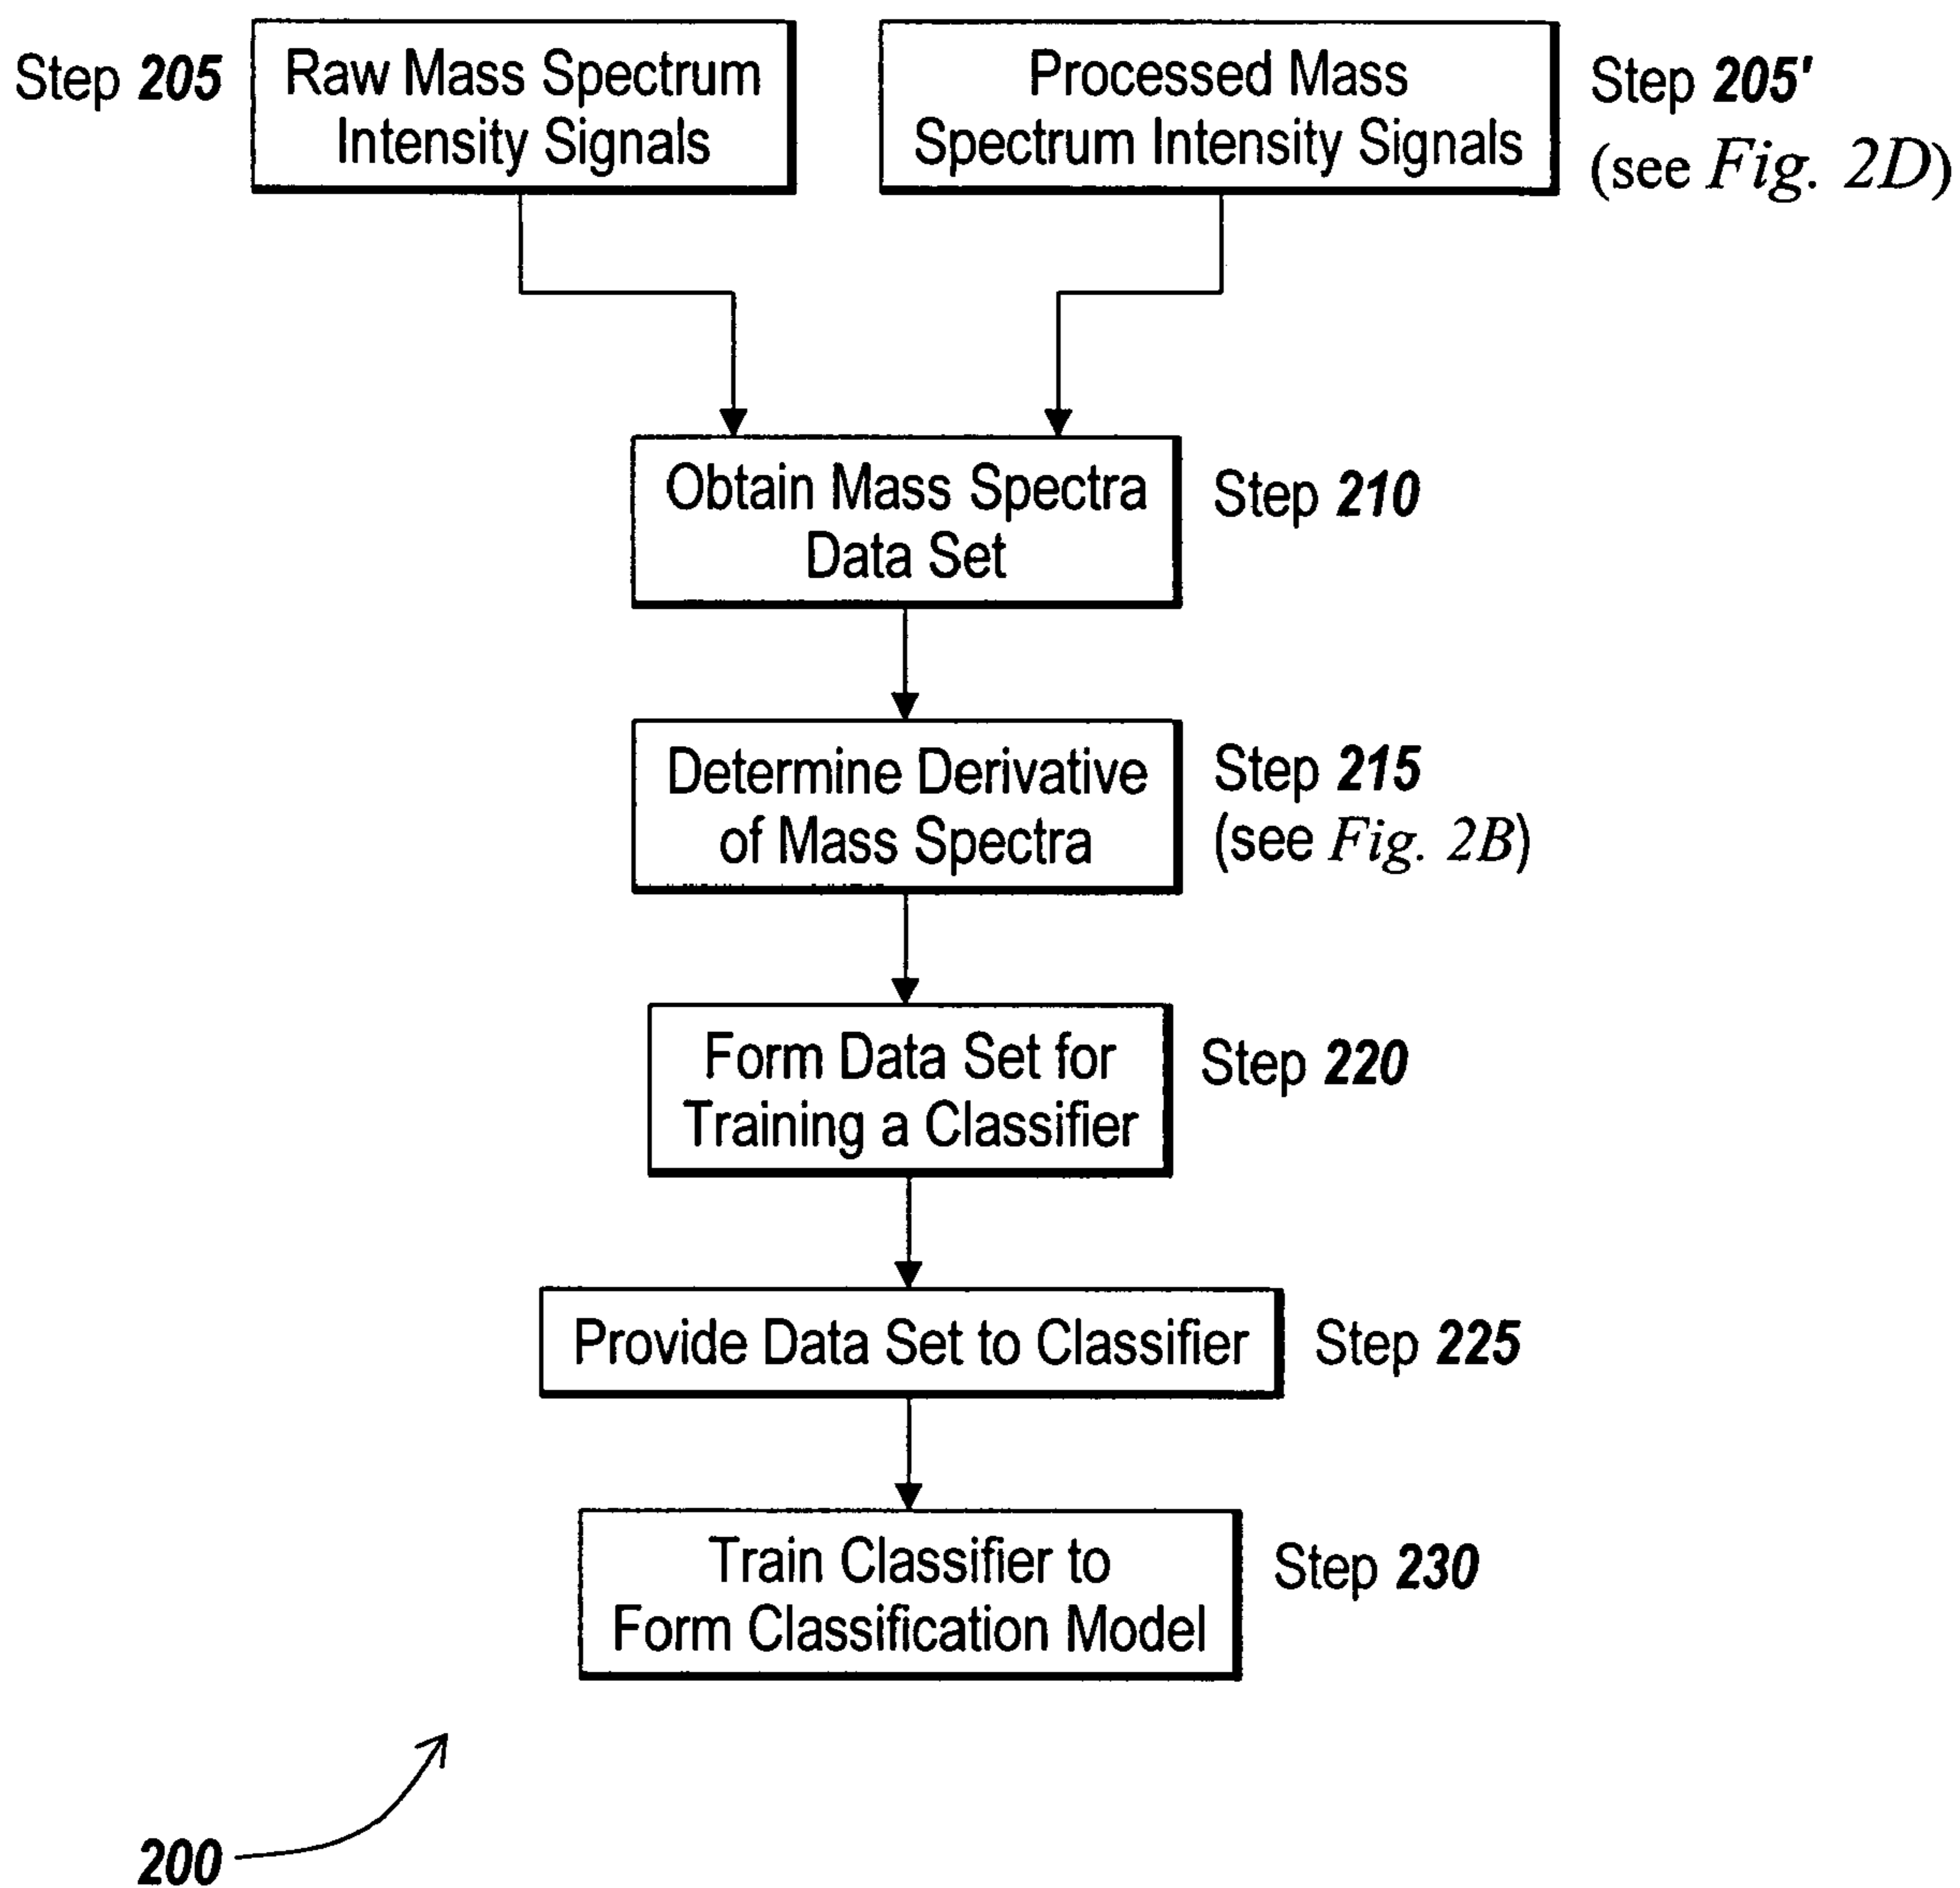 Step 205
Raw Mass Spectrum
Intensity Signals
Processed Mass
Spectrum Intensity Signals
Step 205'
(see Fig. 2D)
Obtain Mass Spectra
Data Set
Step 210
Determine Derivative
of Mass Spectra
Step 215
(see Fig. 2B)
Form Data Set for
Training a Classifier
Step 220
Provide Data Set to Classifier
Step 225
Train Classifier to
Form Classification Model
Step 230
200